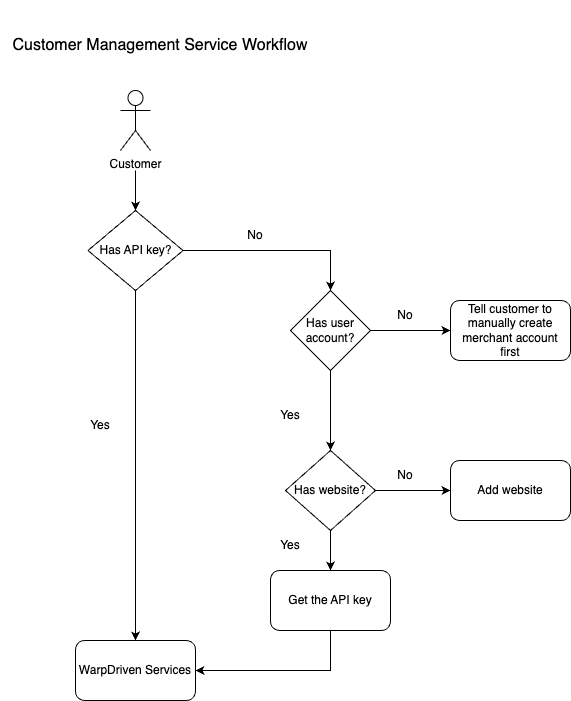 Customer Management Service Workflow
Customer
Has API key?
No
Has user
account?
No
Tell customer to
manually create
merchant account
first
Yes
Yes
Has website?
No
Add website
Yes
Get the API key
WarpDriven Services